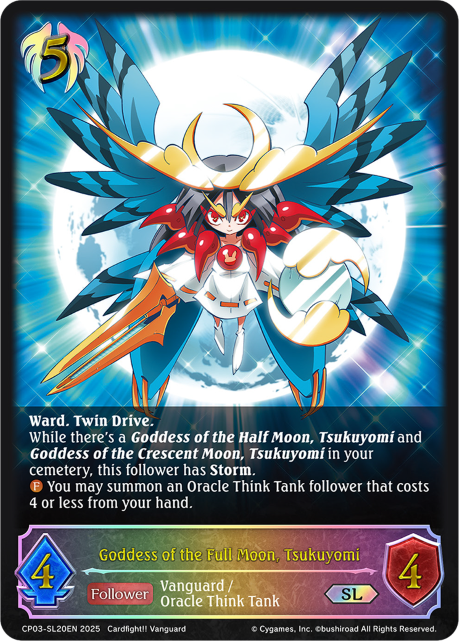 5
Ward. Twin Drive.
While there's a Goddess of the Half Moon, Tsukuyomi and
Goddess of the Crescent Moon, Tsukuyomi in your
cemetery, this follower has Storm.
F You may summon an Oracle Think Tank follower that costs
4 or less from your hand.
Goddess of the Full Moon, Tsukuyomi
4
Follower
Vanguard /
Oracle Think Tank
SL
4
CP03-SL20EN 2025 Cardfight!! Vanguard © Cygames, Inc. ©bushiroad All Rights Reserved.